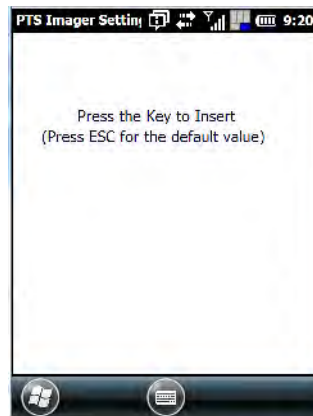 PTS Imager Settin 9:20
Press the Key to Insert
(Press ESC for the default value)